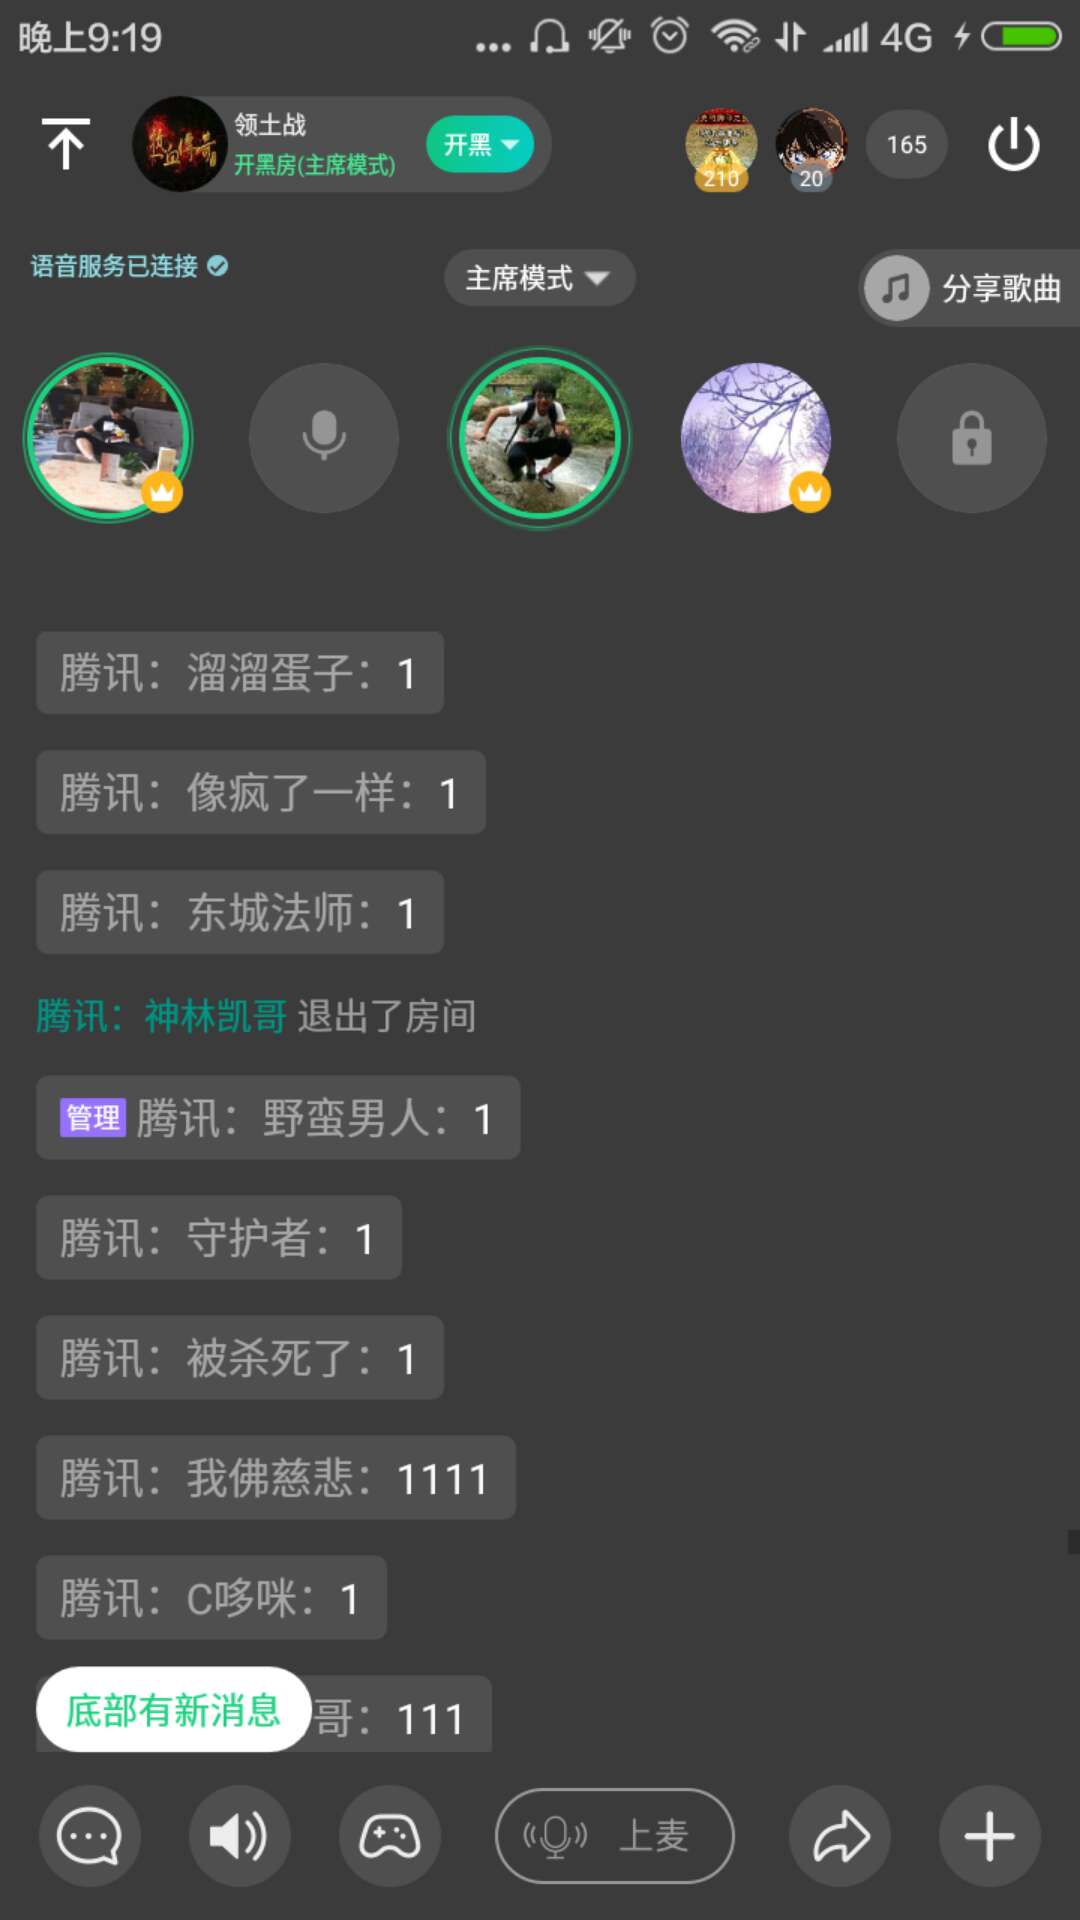 晚上9:19
4G
领土战
开黑房(主席模式)
开黑
210
20
165
语音服务已连接
主席模式
分享歌曲
腾讯：溜溜蛋子：1
腾讯：像疯了一样：1
腾讯：东城法师：1
腾讯：神林凯哥 退出了房间
管理 腾讯：野蛮男人：1
腾讯：守护者：1
腾讯：被杀死了：1
腾讯：我佛慈悲：1111
腾讯：C哆咪：1
底部有新消息
哥：111
上麦